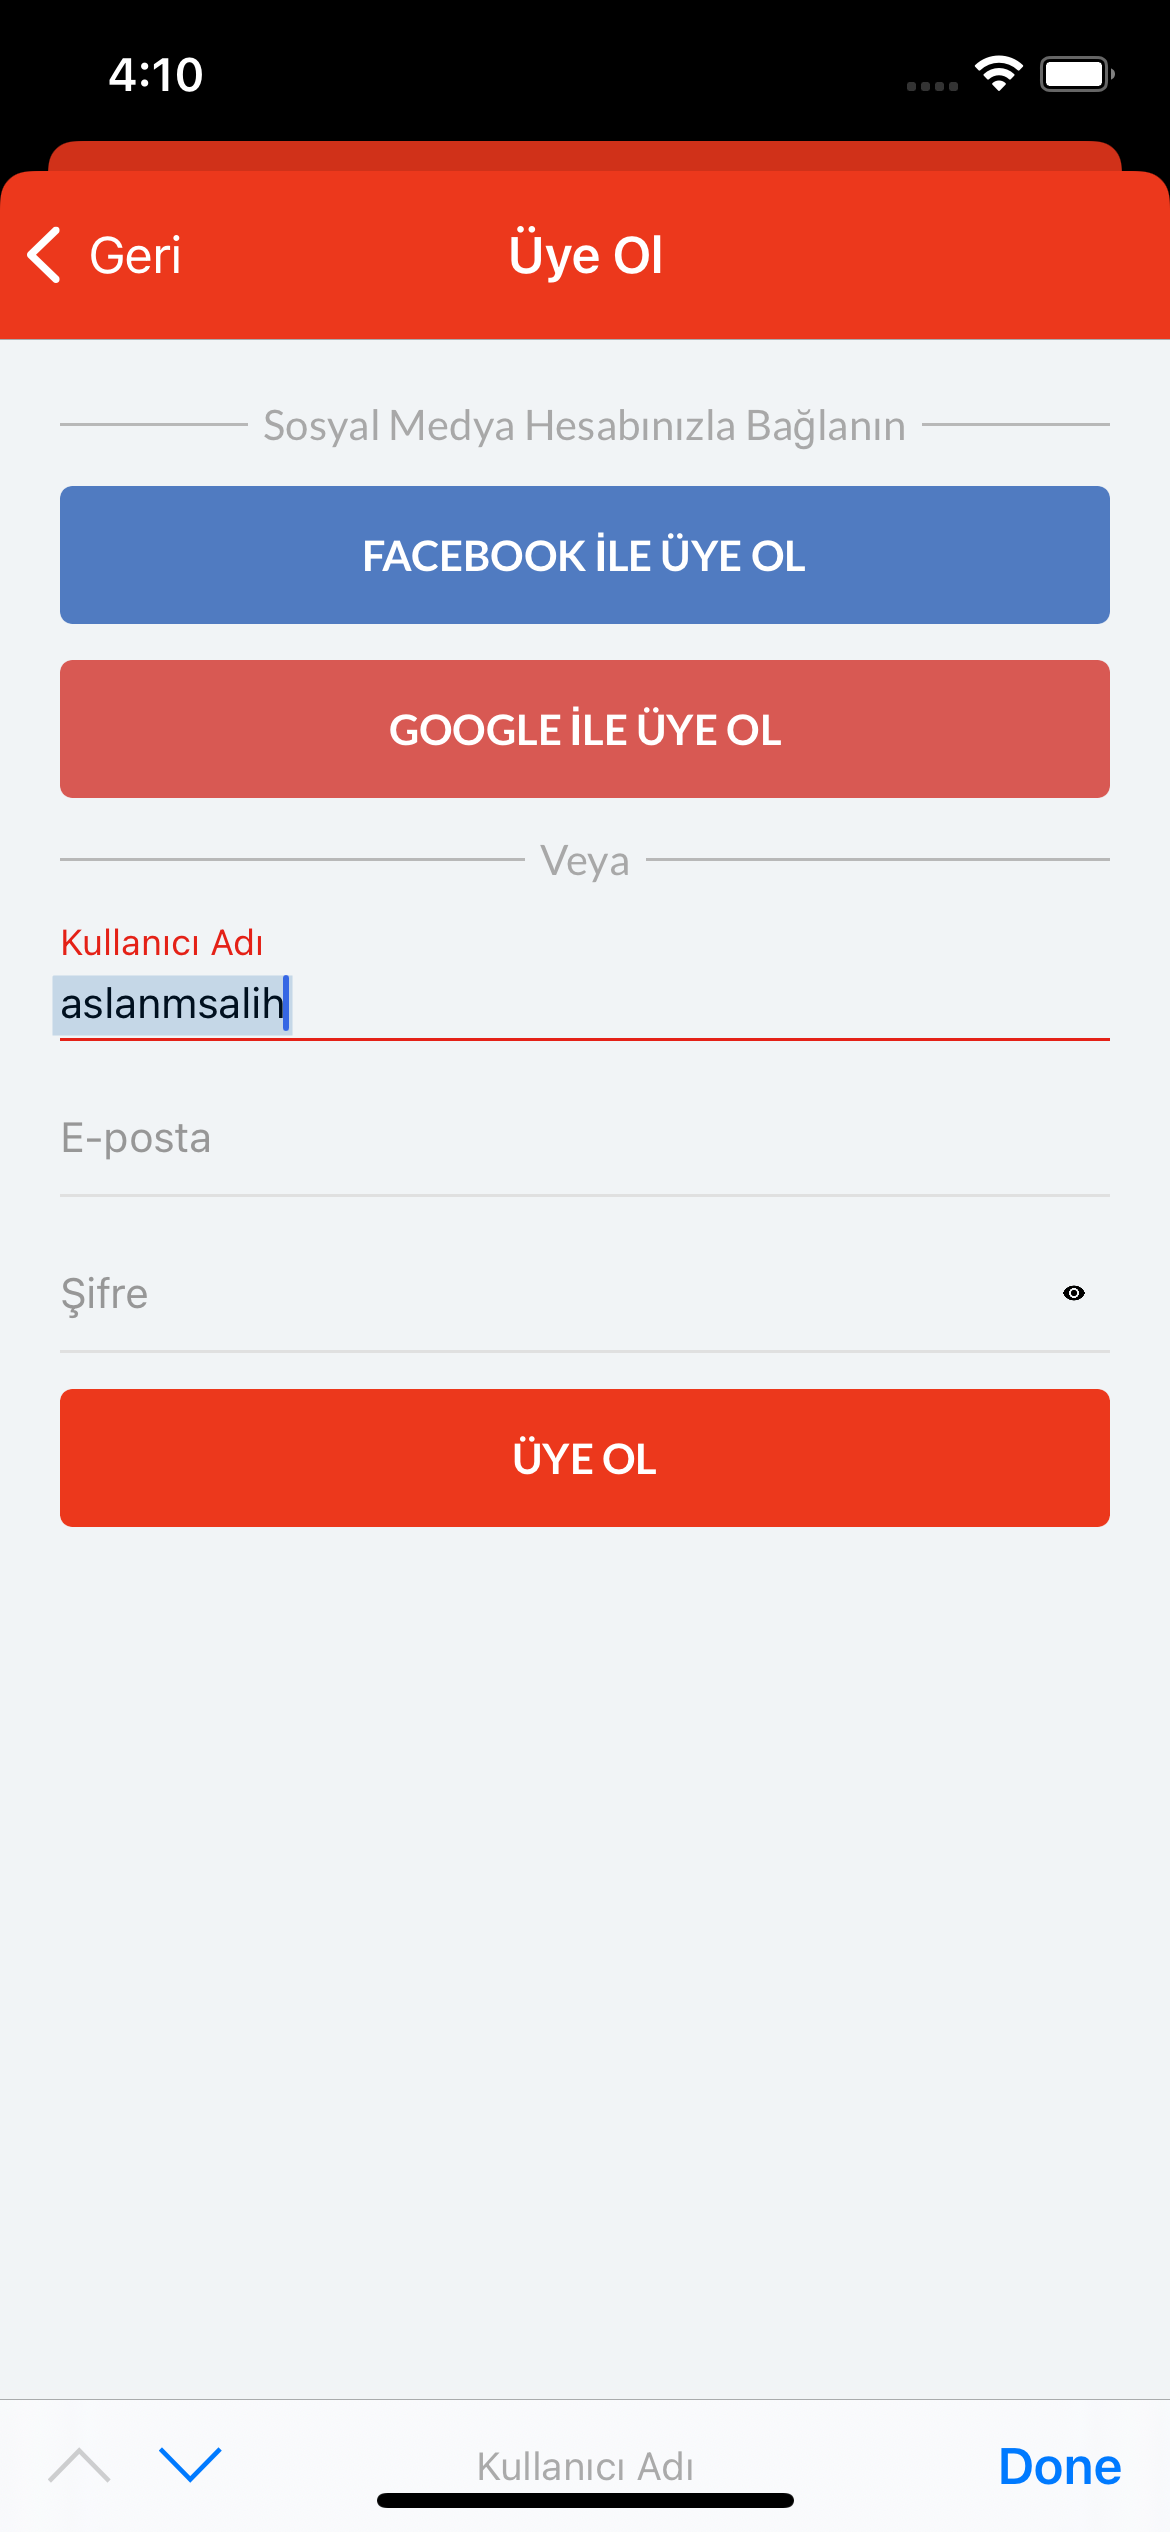 4:10
Geri
Üye Ol
Sosyal Medya Hesabınızla Bağlanın
FACEBOOK İLE ÜYE OL
GOOGLE İLE ÜYE OL
Veya
Kullanıcı Adı
aslanmsalih
E-posta
Şifre
ÜYE OL
Kullanıcı Adı
Done